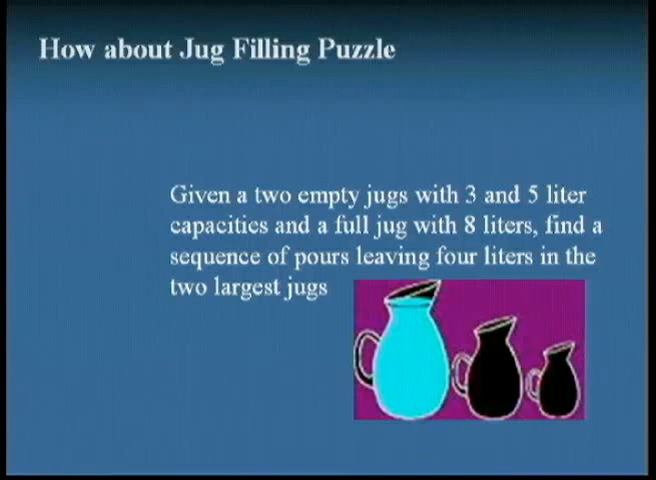 How about Jug Filling Puzzle
Given a two empty jugs with 3 and 5 liter
capacities and a full jug with 8 liters, find a
sequence of pours leaving four liters in the
two largest jugs